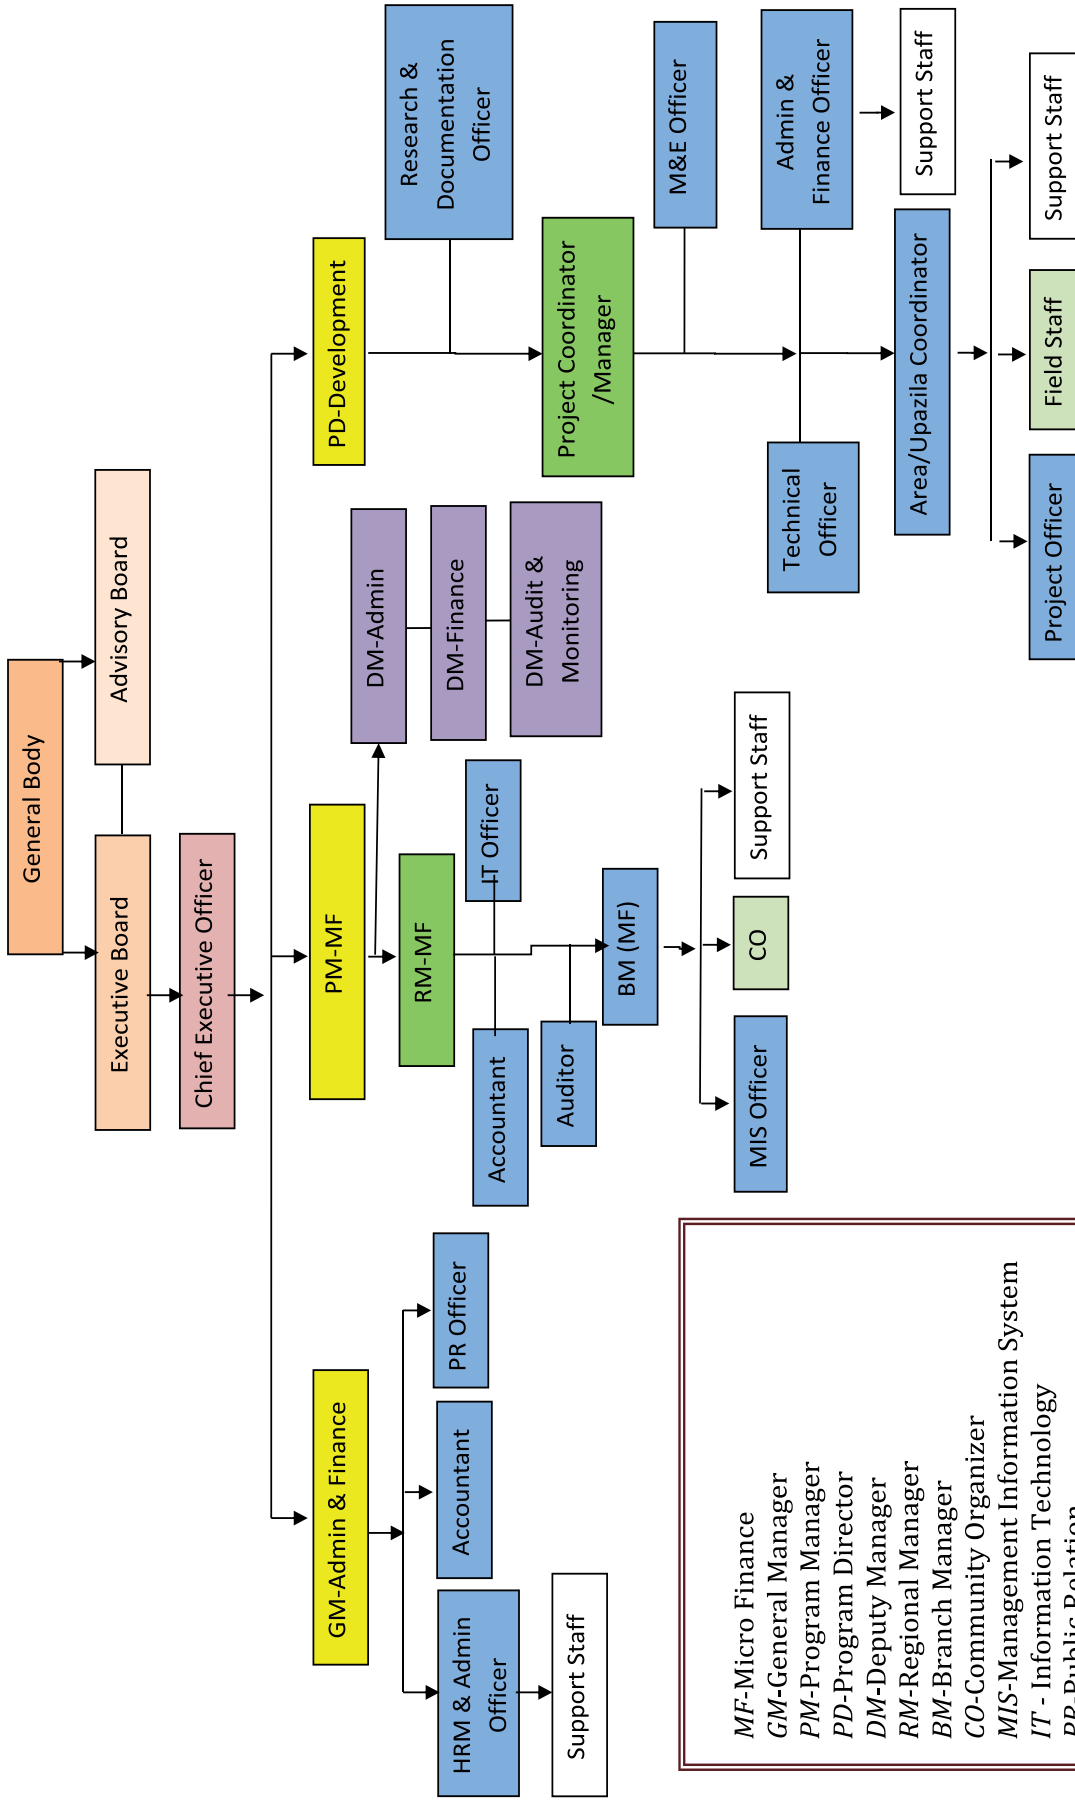 General Body
Executive Board
Advisory Board
Chief Executive Officer
GM-Admin & Finance
PM-MF
PD-Development
HRM & Admin
Officer
Accountant
PR Officer
Support Staff
DM-Admin
DM-Finance
DM-Audit &
Monitoring
RM-MF
IT Officer
Accountant
Auditor
BM (MF)
MIS Officer
CO
Support Staff
Research &
Documentation
Officer
Project Coordinator
/Manager
M&E Officer
Technical
Officer
Admin &
Finance Officer
Support Staff
Area/Upazila Coordinator
Project Officer
Field Staff
Support Staff
MF-Micro Finance
GM-General Manager
PM-Program Manager
PD-Program Director
DM-Deputy Manager
RM-Regional Manager
BM-Branch Manager
CO-Community Organizer
MIS-Management Information System
IT - Information Technology
PR-Public Relation